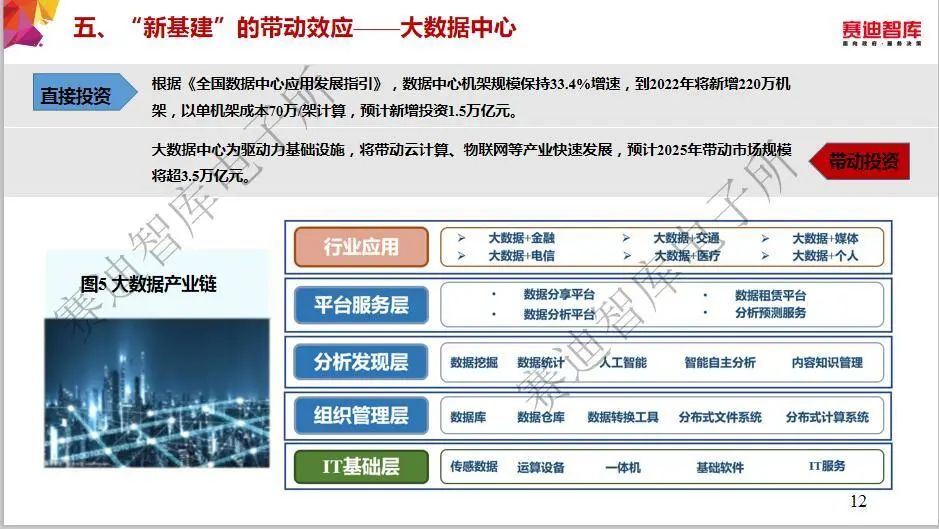 五、“新基建”的带动效应——大数据中心
赛迪智库
面向政府·服务决策
直接投资
根据《全国数据中心应用发展指引》，数据中心机架规模保持33.4%增速，到2022年将新增220万机
架，以单机架成本70万/架计算，预计新增投资1.5万亿元。
大数据中心为驱动力基础设施，将带动云计算、物联网等产业快速发展，预计2025年带动市场规模
将超3.5万亿元。
带动投资
赛迪智库电子所
赛迪智库电子所
图5 大数据产业链
行业应用
➢ 大数据+金融 ➢ 大数据+交通 ➢ 大数据+媒体
➢ 大数据+电信 ➢ 大数据+医疗 ➢ 大数据+个人
平台服务层
• 数据分享平台 • 数据租赁平台
• 数据分析平台 • 分析预测服务
分析发现层
数据挖掘 数据统计 人工智能 智能自主分析 内容知识管理
组织管理层
数据库 数据仓库 数据转换工具 分布式文件系统 分布式计算系统
IT基础层
传感数据 运算设备 一体机 基础软件 IT服务
12